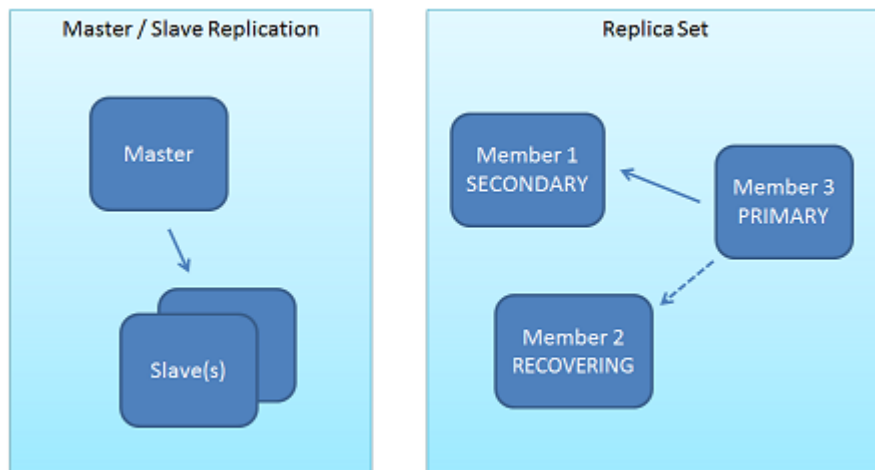 Master / Slave Replication
Master
Slave(s)
Replica Set
Member 1
SECONDARY
Member 3
PRIMARY
Member 2
RECOVERING